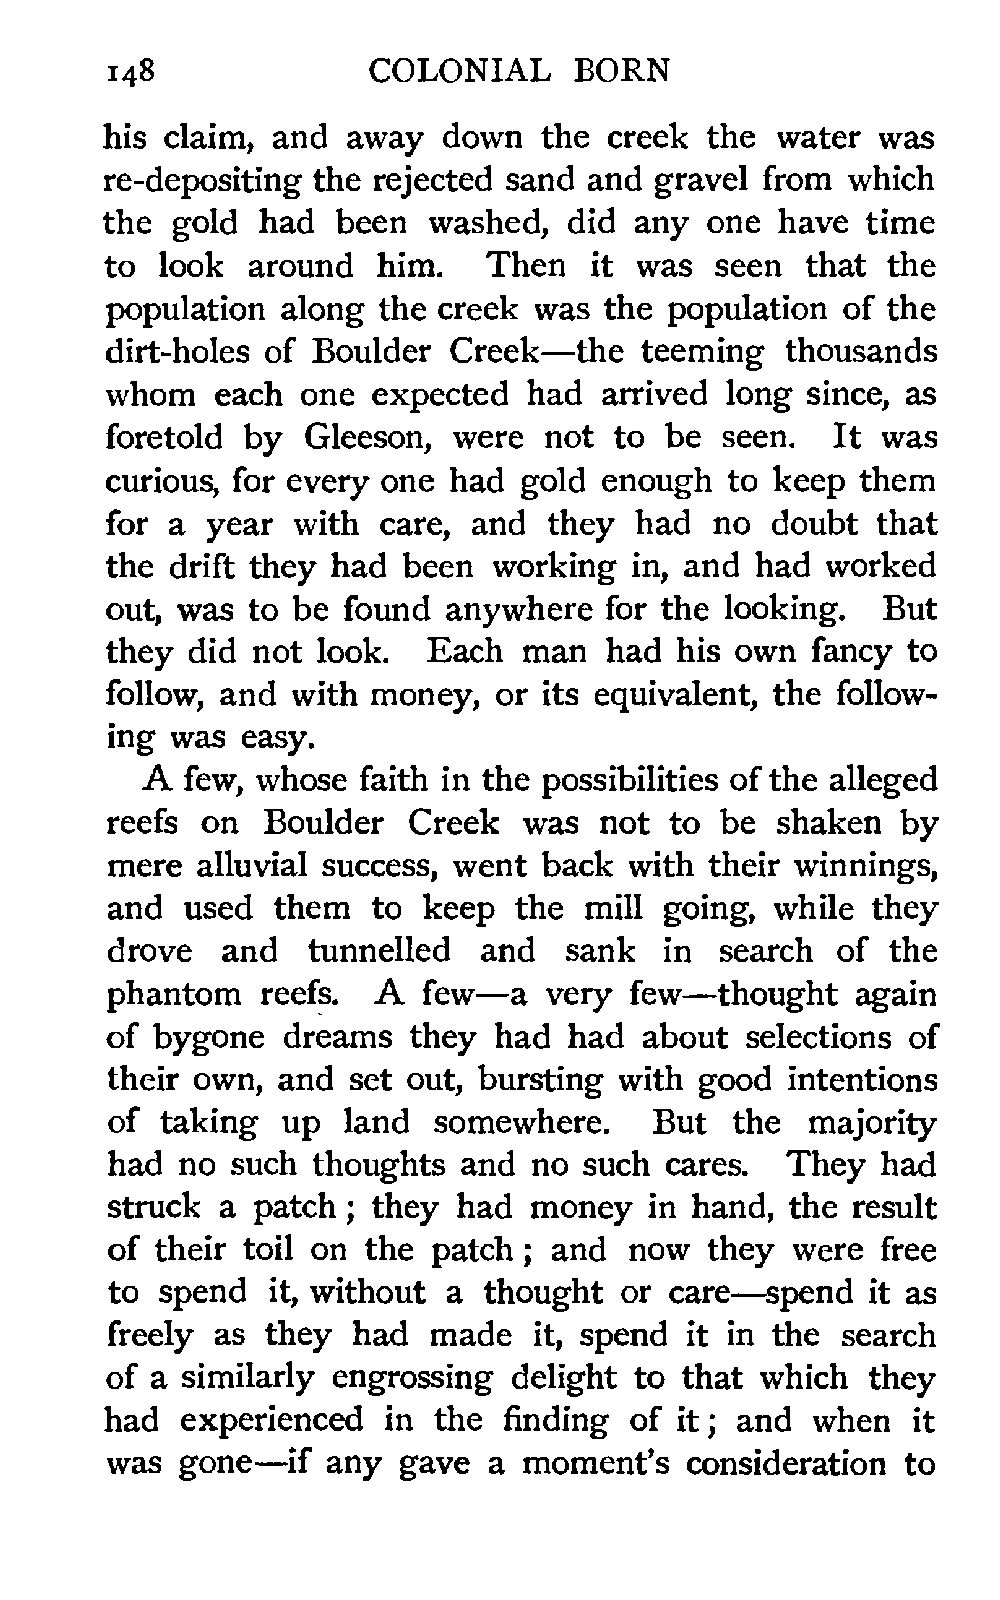 148 COLONIAL BORN
his claim, and away down the creek the water was
re-depositing the rejected sand and gravel from which
the gold had been washed, did any one have time
to look around him. Then it was seen that the
population along the creek was the population of the
dirt-holes of Boulder Creek—the teeming thousands
whom each one expected had arrived long since, as
foretold by Gleeson, were not to be seen. It was
curious, for every one had gold enough to keep them
for a year with care, and they had no doubt that
the drift they had been working in, and had worked
out, was to be found anywhere for the looking. But
they did not look. Each man had his own fancy to
follow, and with money, or its equivalent, the follow-
ing was easy.
A few, whose faith in the possibilities of the alleged
reefs on Boulder Creek was not to be shaken by
mere alluvial success, went back with their winnings,
and used them to keep the mill going, while they
drove and tunnelled and sank in search of the
phantom reefs. A few—a very few—thought again
of bygone dreams they had had about selections of
their own, and set out, bursting with good intentions
of taking up land somewhere. But the majority
had no such thoughts and no such cares. They had
struck a patch ; they had money in hand, the result
of their toil on the patch ; and now they were free
to spend it, without a thought or care—spend it as
freely as they had made it, spend it in the search
of a similarly engrossing delight to that which they
had experienced in the finding of it ; and when it
was gone—if any gave a moment's consideration to